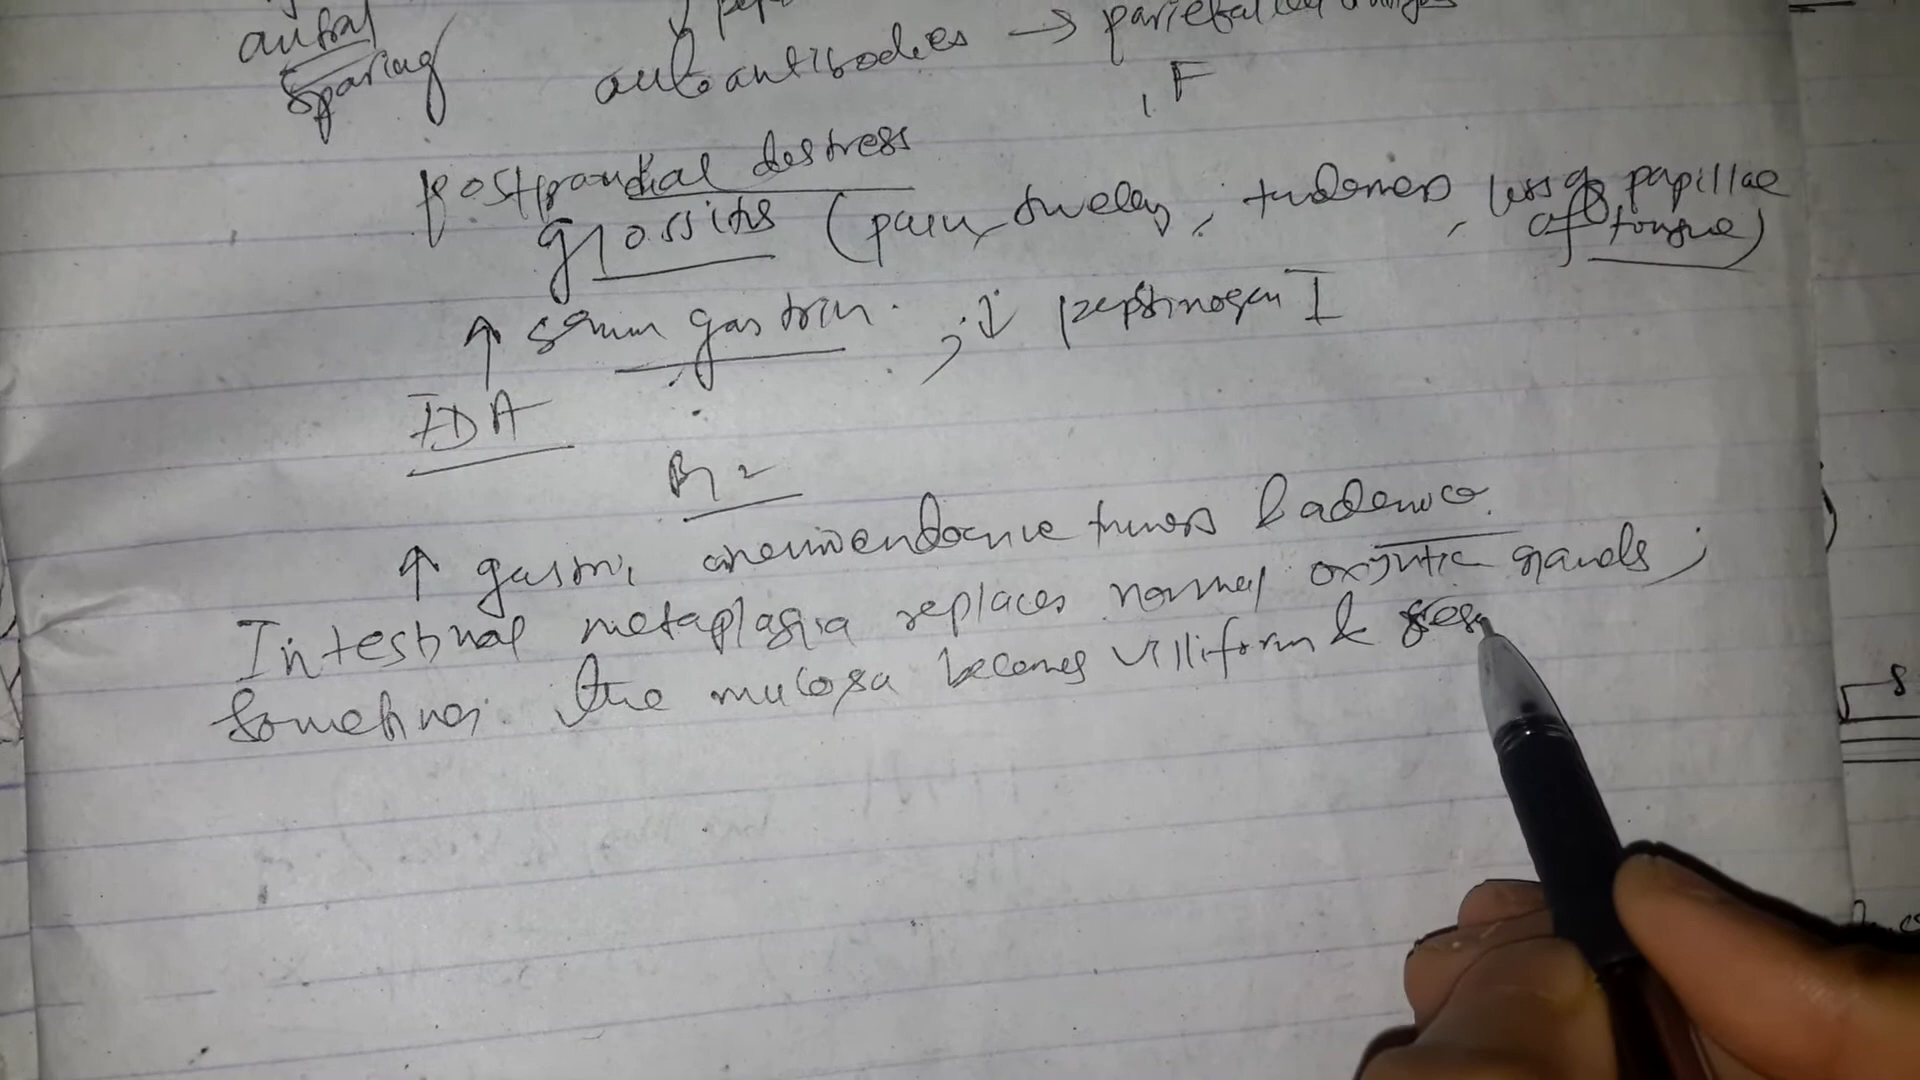 antral
sparing
autoantibodies → parietal
, F
postprandial distress
glossitis (pain, , tenderness, loss of papillae
of tongue)
↑ serum gastrin. ; ↓ pepsinogen I
IDA
B12
↑ gastric neuroendocrine tumors & adenoca.
Intestinal metaplasia replaces normal oxyntic glands;
Sometimes the mucosa becomes villiform &